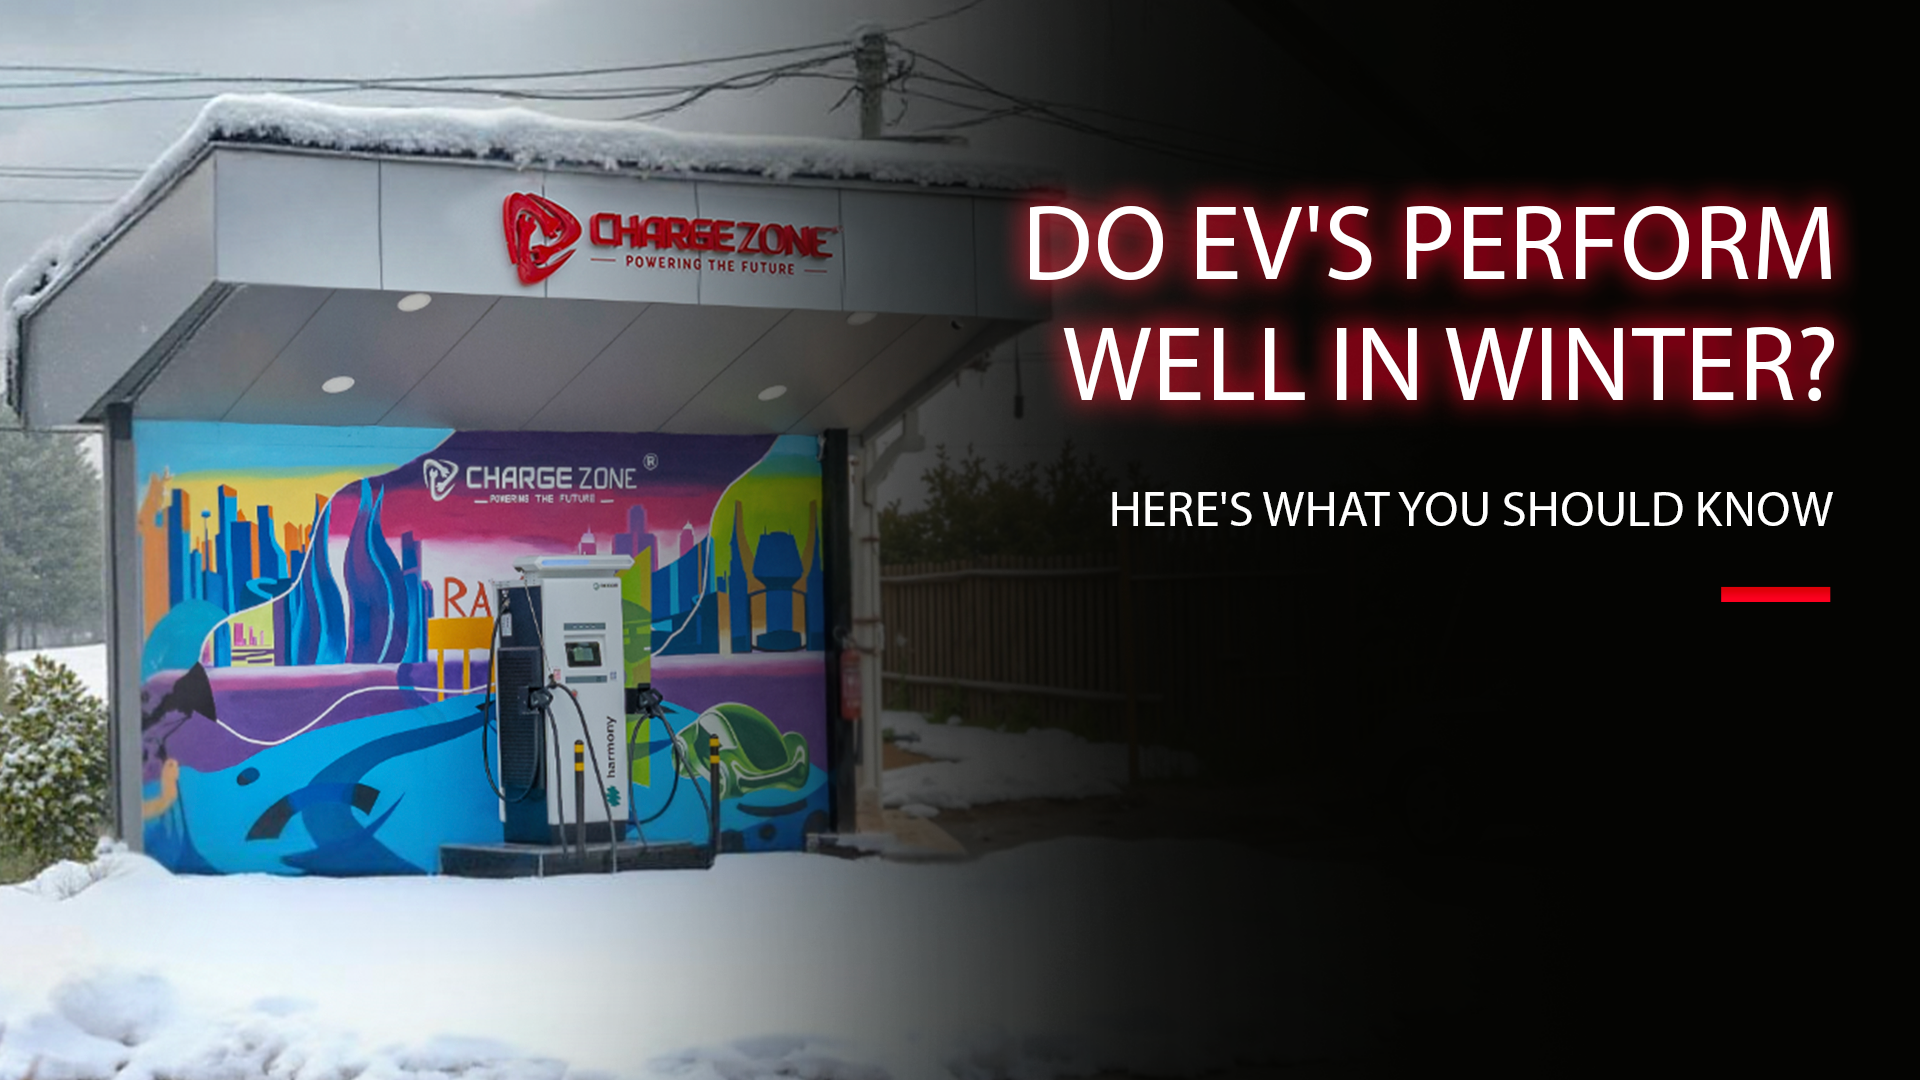 CHARGEZONE
POWERING THE FUTURE
DO EV'S PERFORM
WELL IN WINTER?
HERE'S WHAT YOU SHOULD KNOW
CHARGE ZONE ®
POWERING THE FUTURE
RA
harmony